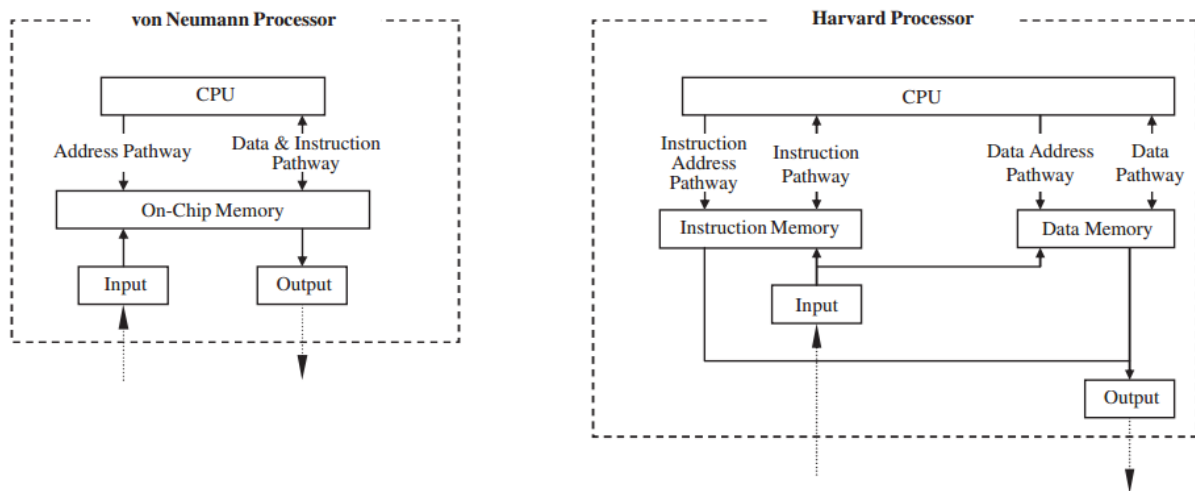 von Neumann Processor
CPU
Address Pathway
Data & Instruction
Pathway
On-Chip Memory
Input
Output
Harvard Processor
CPU
Instruction
Address
Pathway
Instruction
Pathway
Data Address
Pathway
Data
Pathway
Instruction Memory
Data Memory
Input
Output